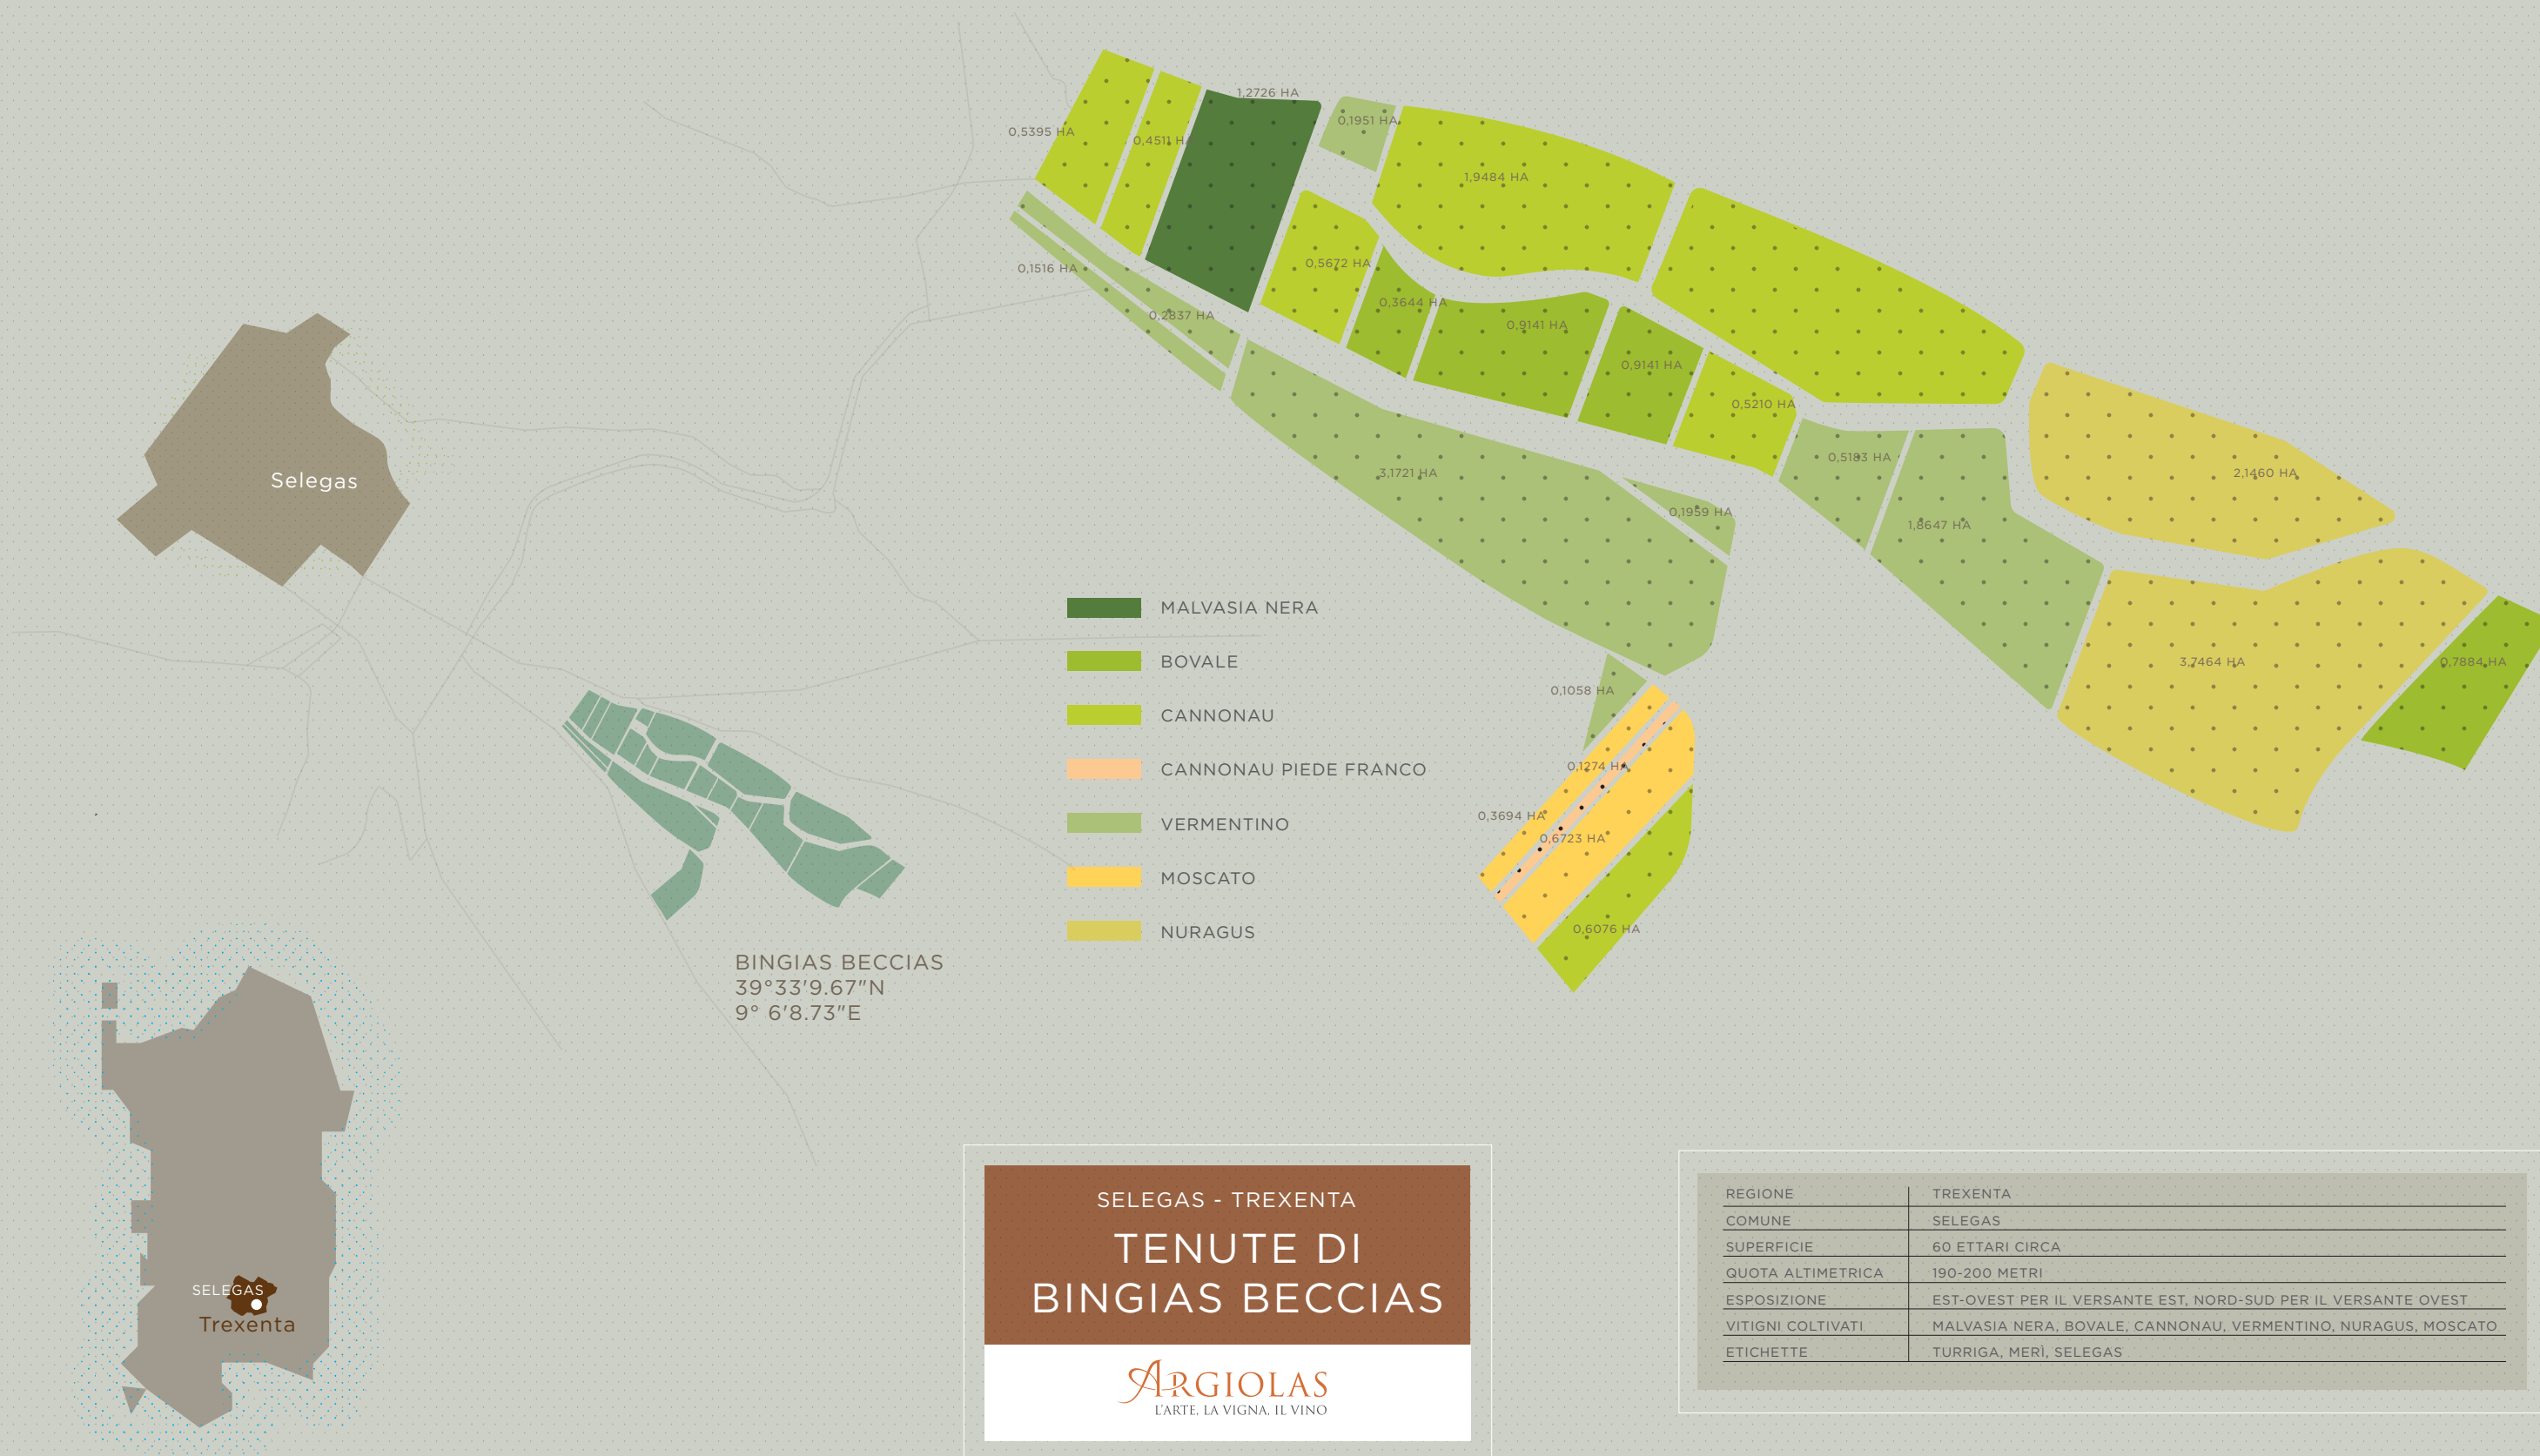 1,2726 HA
0,5395 HA
0,4511 H
0,1951 HA
1,9484 HA
0,5672 HA
0,1516 HA
0,2837 HA
0,3644 HA
0,9141 HA
0,9141 HA
0,5210 HA
3,1721 HA
0,5183 HA
2,1460 HA
0,1959 HA
1,8647 HA
3,7464 HA
0,7884 HA
0,1058 HA
0,1274 HA
0,3694 HA
0,6723 HA
0,6076 HA
Selegas
MALVASIA NERA
BOVALE
CANNONAU
CANNONAU PIEDE FRANCO
VERMENTINO
MOSCATO
NURAGUS
BINGIAS BECCIAS
39°33'9.67"N
9° 6'8.73"E
SELEGAS
Trexenta
SELEGAS - TREXENTA
TENUTE DI
BINGIAS BECCIAS
ARGIOLAS
L'ARTE, LA VIGNA, IL VINO
REGIONE TREXENTA
COMUNE SELEGAS
SUPERFICIE 60 ETTARI CIRCA
QUOTA ALTIMETRICA 190-200 METRI
ESPOSIZIONE EST-OVEST PER IL VERSANTE EST, NORD-SUD PER IL VERSANTE OVEST
VITIGNI COLTIVATI MALVASIA NERA, BOVALE, CANNONAU, VERMENTINO, NURAGUS, MOSCATO
ETICHETTE TURRIGA, MERÌ, SELEGAS